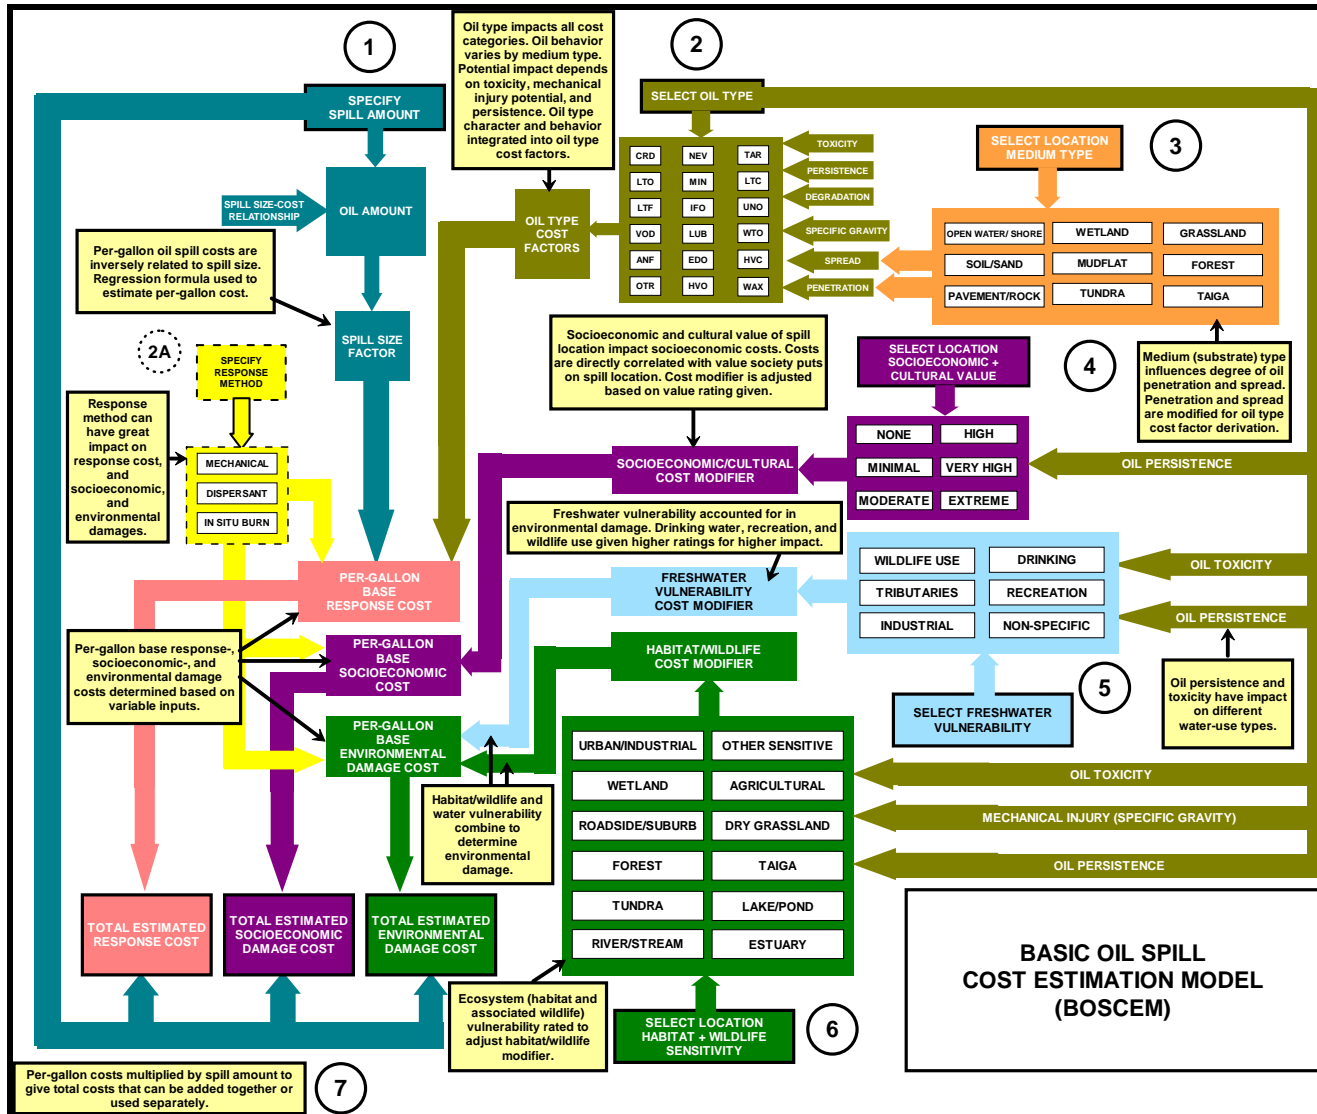 1
SPECIFY
SPILL AMOUNT
SPILL SIZE-COST
RELATIONSHIP
OIL AMOUNT
Per-gallon oil spill costs are
inversely related to spill size.
Regression formula used to
estimate per-gallon cost.
SPILL SIZE
FACTOR
Oil type impacts all cost
categories. Oil behavior
varies by medium type.
Potential impact depends
on toxicity, mechanical
injury potential, and
persistence. Oil type
character and behavior
integrated into oil type
cost factors.
OIL TYPE
COST
FACTORS
2
SELECT OIL TYPE
CRD NEV TAR
LTO MIN LTC
LTF IFO UNO
VOD LUB WTO
ANF EDO HVC
OTR HVO WAX
TOXICITY
PERSISTENCE
DEGRADATION
SPECIFIC GRAVITY
SPREAD
PENETRATION
3
SELECT LOCATION
MEDIUM TYPE
OPEN WATER/ SHORE WETLAND GRASSLAND
SOIL/SAND MUDFLAT FOREST
PAVEMENT/ROCK TUNDRA TAIGA
Medium (substrate) type
influences degree of oil
penetration and spread.
Penetration and spread
are modified for oil type
cost factor derivation.
2A
SPECIFY
RESPONSE
METHOD
Response
method can
have great
impact on
response cost,
and
socioeconomic,
and
environmental
damages.
MECHANICAL
DISPERSANT
IN SITU BURN
Socioeconomic and cultural value of spill
location impact socioeconomic costs. Costs
are directly correlated with value society puts
on spill location. Cost modifier is adjusted
based on value rating given.
SELECT LOCATION
SOCIOECONOMIC +
CULTURAL VALUE
4
NONE HIGH
MINIMAL VERY HIGH
MODERATE EXTREME
OIL PERSISTENCE
SOCIOECONOMIC/CULTURAL
COST MODIFIER
Freshwater vulnerability accounted for in
environmental damage. Drinking water, recreation, and
wildlife use given higher ratings for higher impact.
FRESHWATER
VULNERABILITY
COST MODIFIER
WILDLIFE USE DRINKING
TRIBUTARIES RECREATION
INDUSTRIAL NON-SPECIFIC
OIL TOXICITY
OIL PERSISTENCE
Oil persistence and
toxicity have impact
on different
water-use types.
5
SELECT FRESHWATER
VULNERABILITY
PER-GALLON
BASE
RESPONSE COST
PER-GALLON
BASE
SOCIOECONOMIC
COST
PER-GALLON
BASE
ENVIRONMENTAL
DAMAGE COST
Per-gallon base response-,
socioeconomic-, and
environmental damage
costs determined based on
variable inputs.
HABITAT/WILDLIFE
COST MODIFIER
Habitat/wildlife and
water vulnerability
combine to
determine
environmental
damage.
URBAN/INDUSTRIAL OTHER SENSITIVE
WETLAND AGRICULTURAL
ROADSIDE/SUBURB DRY GRASSLAND
FOREST TAIGA
TUNDRA LAKE/POND
RIVER/STREAM ESTUARY
OIL TOXICITY
MECHANICAL INJURY (SPECIFIC GRAVITY)
OIL PERSISTENCE
TOTAL ESTIMATED
RESPONSE COST
TOTAL ESTIMATED
SOCIOECONOMIC
DAMAGE COST
TOTAL ESTIMATED
ENVIRONMENTAL
DAMAGE COST
Ecosystem (habitat and
associated wildlife)
vulnerability rated to
adjust habitat/wildlife
modifier.
SELECT LOCATION
HABITAT + WILDLIFE
SENSITIVITY
6
BASIC OIL SPILL
COST ESTIMATION MODEL
(BOSCEM)
Per-gallon costs multiplied by spill amount to
give total costs that can be added together or
used separately.
7